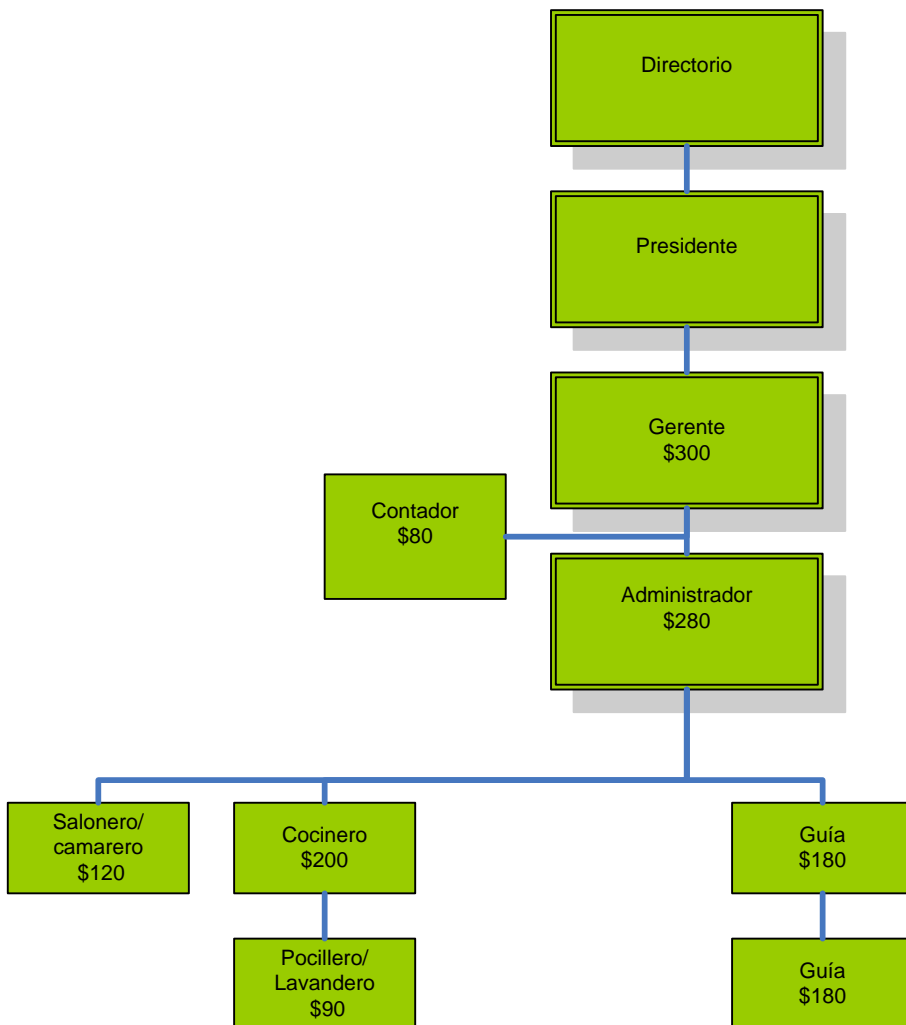 Directorio
Presidente
Gerente
$300
Contador
$80
Administrador
$280
Salonero/
camarero
$120
Cocinero
$200
Guía
$180
Pocillero/
Lavandero
$90
Guía
$180